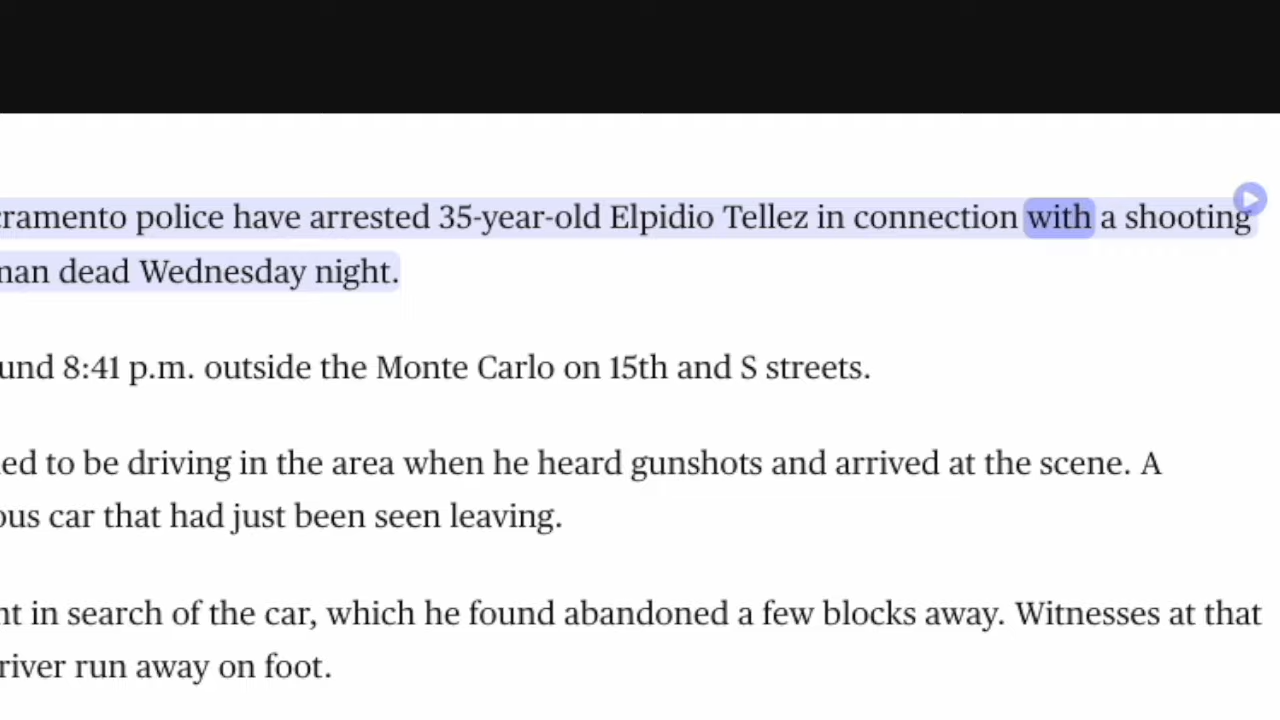 cramento police have arrested 35-year-old Elpidio Tellez in connection with a shooting
man dead Wednesday night.
und 8:41 p.m. outside the Monte Carlo on 15th and S streets.
ed to be driving in the area when he heard gunshots and arrived at the scene. A
ous car that had just been seen leaving.
nt in search of the car, which he found abandoned a few blocks away. Witnesses at that
river run away on foot.